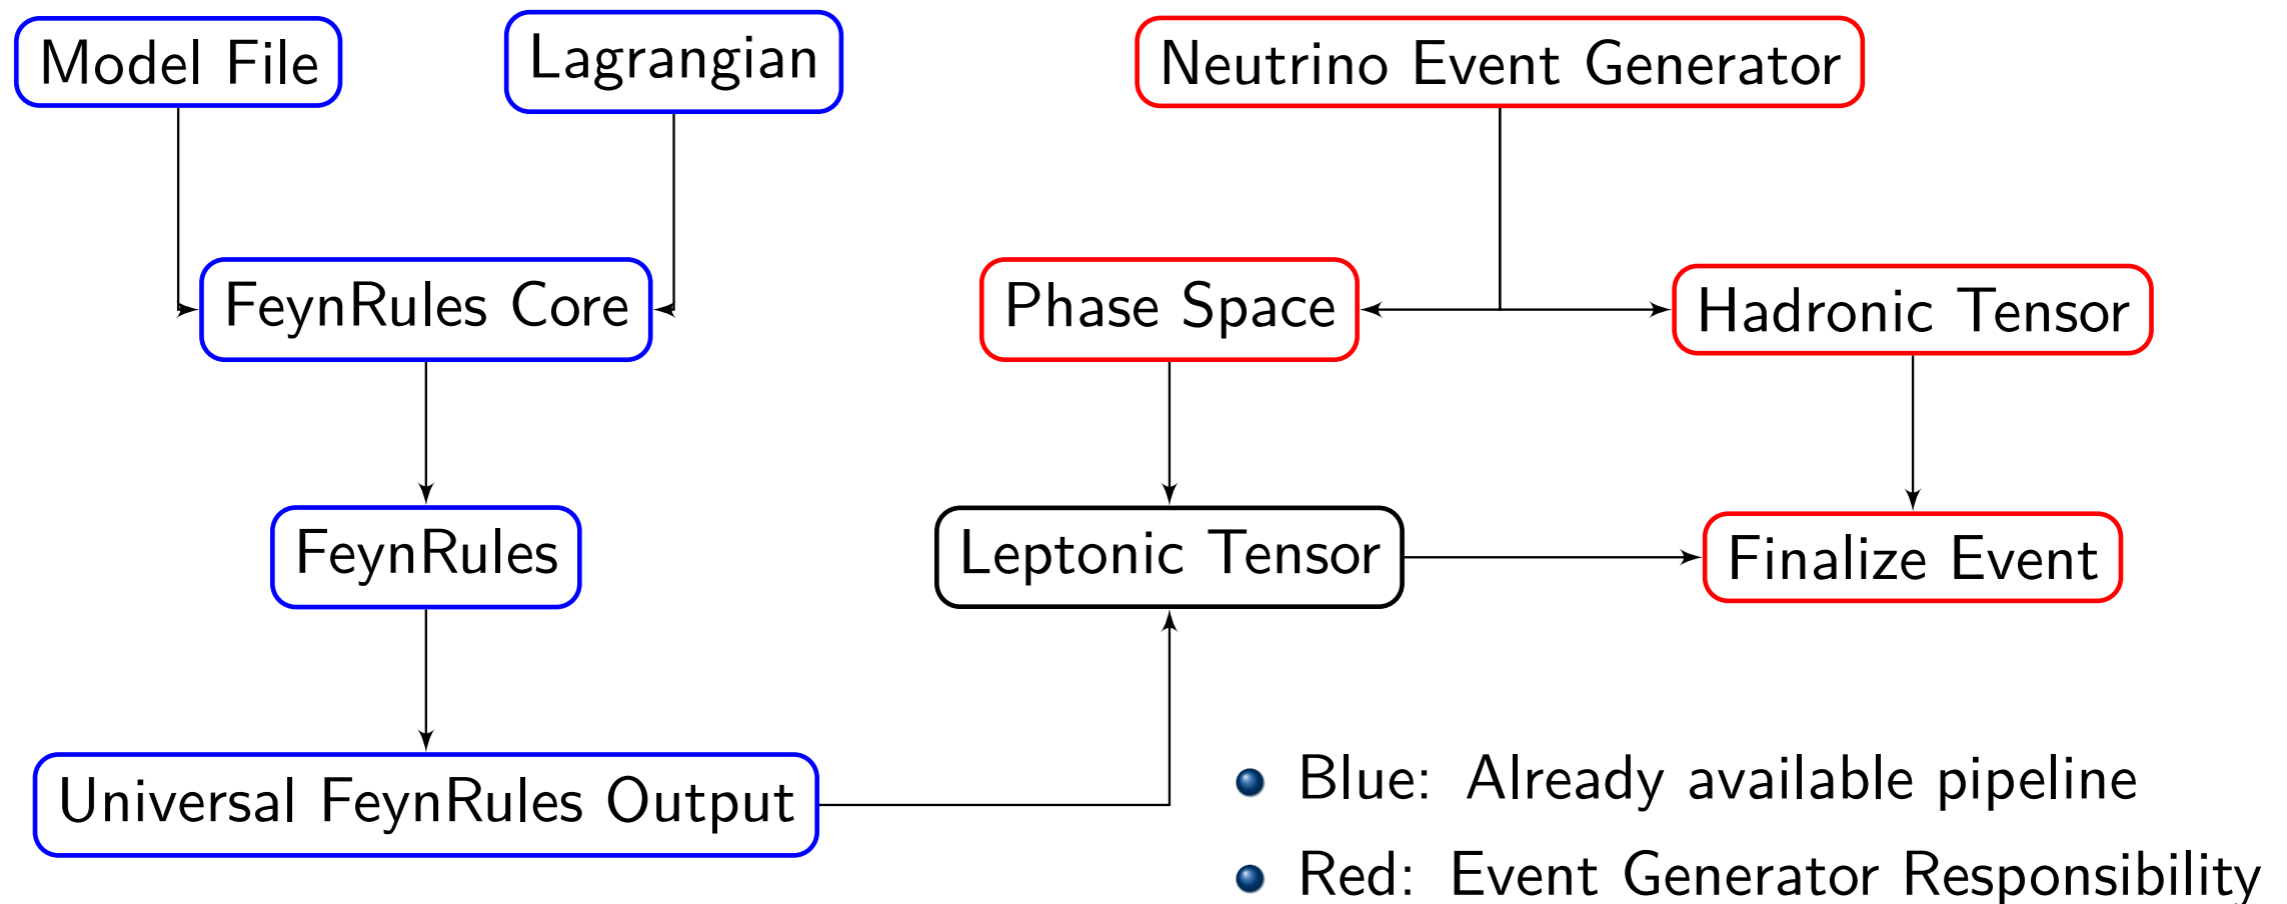 Model File
Lagrangian
Neutrino Event Generator
FeynRules Core
Phase Space
Hadronic Tensor
FeynRules
Leptonic Tensor
Finalize Event
Universal FeynRules Output
Blue: Already available pipeline
Red: Event Generator Responsibility